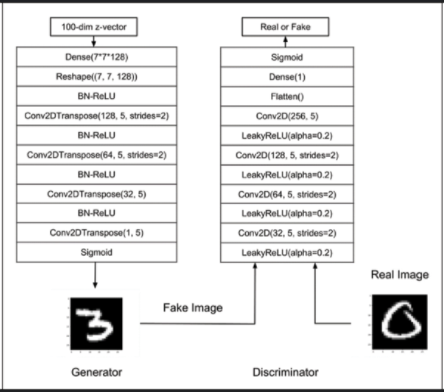 100-dim z-vector
Dense(7*7*128)
Reshape((7, 7, 128))
BN-ReLU
Conv2DTranspose(128, 5, strides=2)
BN-ReLU
Conv2DTranspose(64, 5, strides=2)
BN-ReLU
Conv2DTranspose(32, 5)
BN-ReLU
Conv2DTranspose(1, 5)
Sigmoid
3
Generator
Fake Image
Real or Fake
Sigmoid
Dense(1)
Flatten()
Conv2D(256, 5)
LeakyReLU(alpha=0.2)
Conv2D(128, 5, strides=2)
LeakyReLU(alpha=0.2)
Conv2D(64, 5, strides=2)
LeakyReLU(alpha=0.2)
Conv2D(32, 5, strides=2)
LeakyReLU(alpha=0.2)
Discriminator
Real Image
0